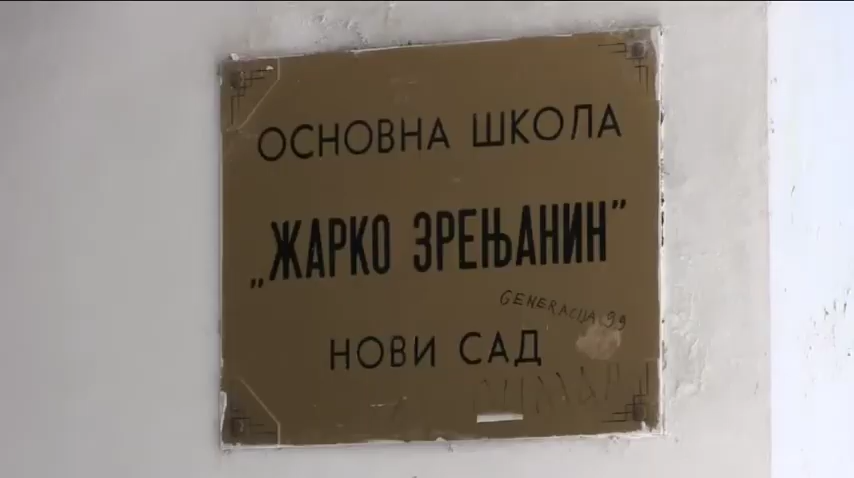 ОСНОВНА ШКОЛА
„ЖАРКО ЗРЕЊАНИН”
GENERACIJA 99
НОВИ САД